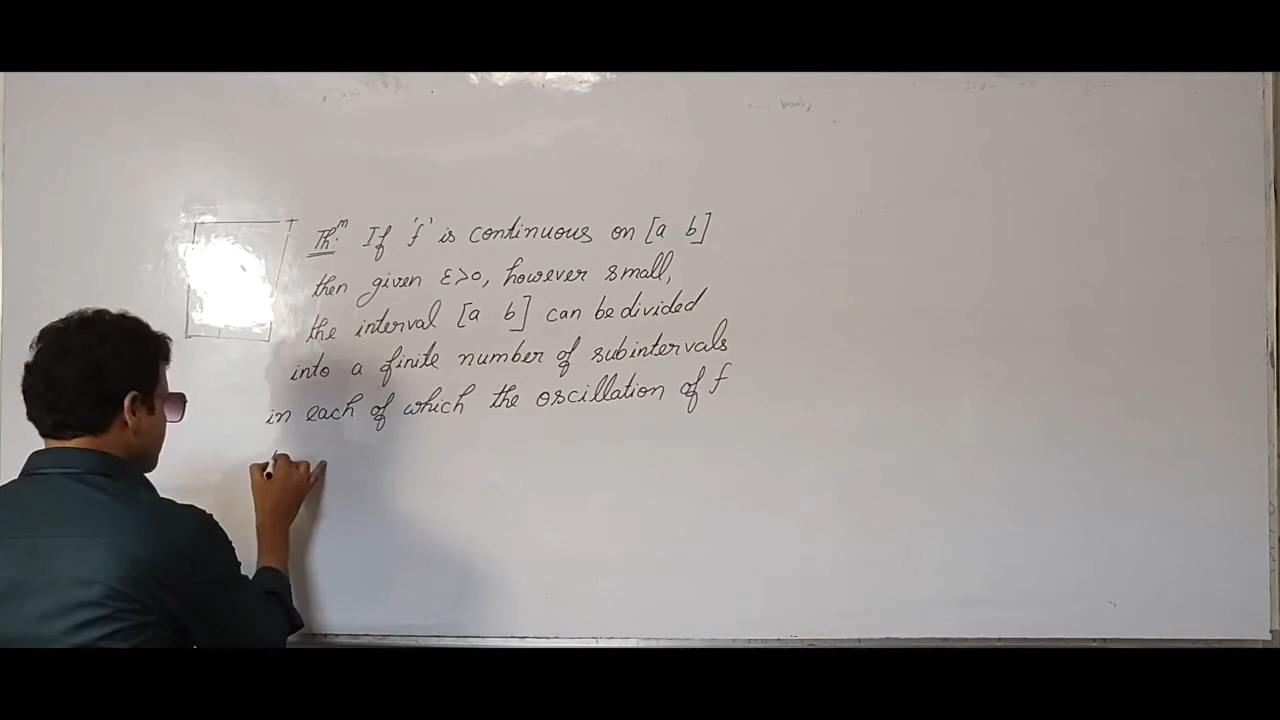 Th.ᵐ If 'f' is continuous on [a b]
then given ε>0, however small,
the interval [a b] can be divided
into a finite number of subintervals
in each of which the oscillation of f